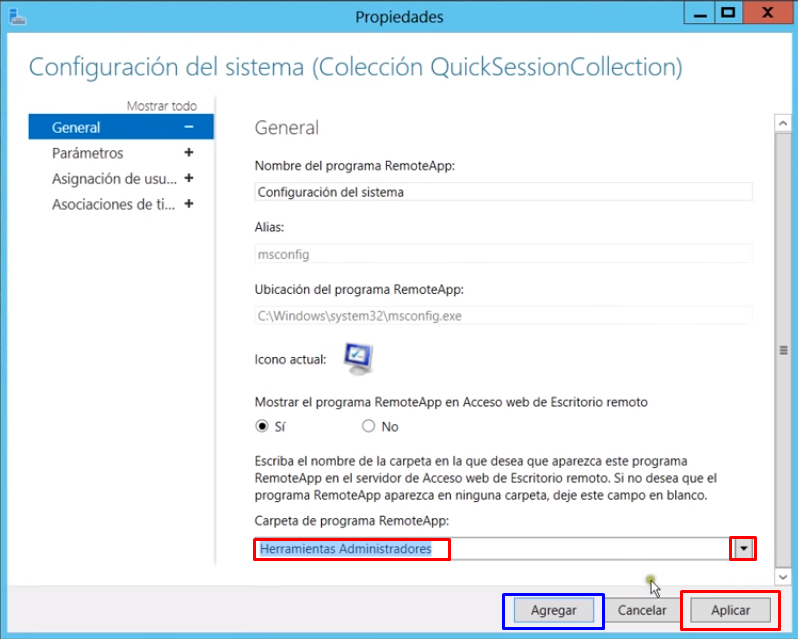 Propiedades
Configuración del sistema (Colección QuickSessionCollection)
Mostrar todo
General
Parámetros
Asignación de usu...
Asociaciones de ti...
General
Nombre del programa RemoteApp:
Configuración del sistema
Alias:
msconfig
Ubicación del programa RemoteApp:
C:\Windows\system32\msconfig.exe
Icono actual:
Mostrar el programa RemoteApp en Acceso web de Escritorio remoto
Sí No
Escriba el nombre de la carpeta en la que desea que aparezca este programa
RemoteApp en el servidor de Acceso web de Escritorio remoto. Si no desea que el
programa RemoteApp aparezca en ninguna carpeta, deje este campo en blanco.
Carpeta de programa RemoteApp:
Herramientas Administradores
Agregar Cancelar Aplicar